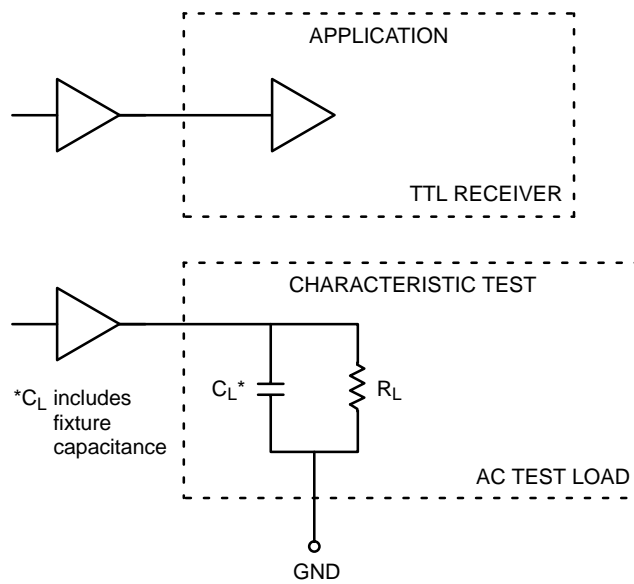 APPLICATION
TTL RECEIVER
CHARACTERISTIC TEST
*CL includes
fixture
capacitance
CL*
RL
AC TEST LOAD
GND